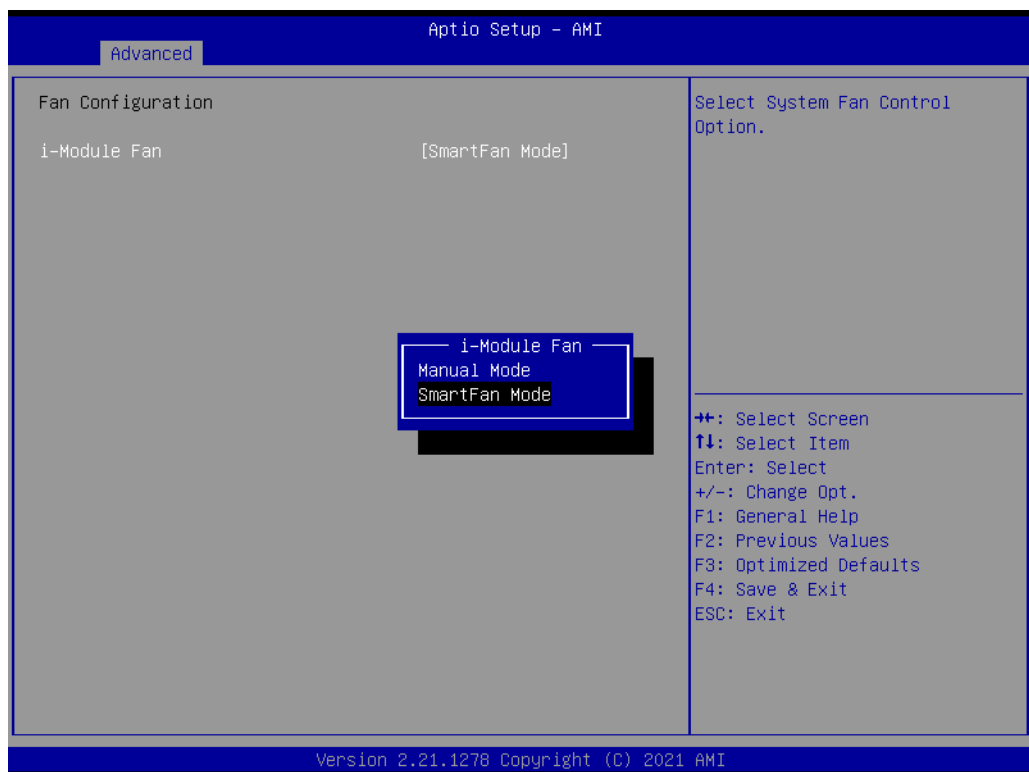 Aptio Setup – AMI
Advanced
Fan Configuration
i-Module Fan [SmartFan Mode]
i-Module Fan
Manual Mode
SmartFan Mode
Select System Fan Control
Option.
→←: Select Screen
↑↓: Select Item
Enter: Select
+/-: Change Opt.
F1: General Help
F2: Previous Values
F3: Optimized Defaults
F4: Save & Exit
ESC: Exit
Version 2.21.1278 Copyright (C) 2021 AMI